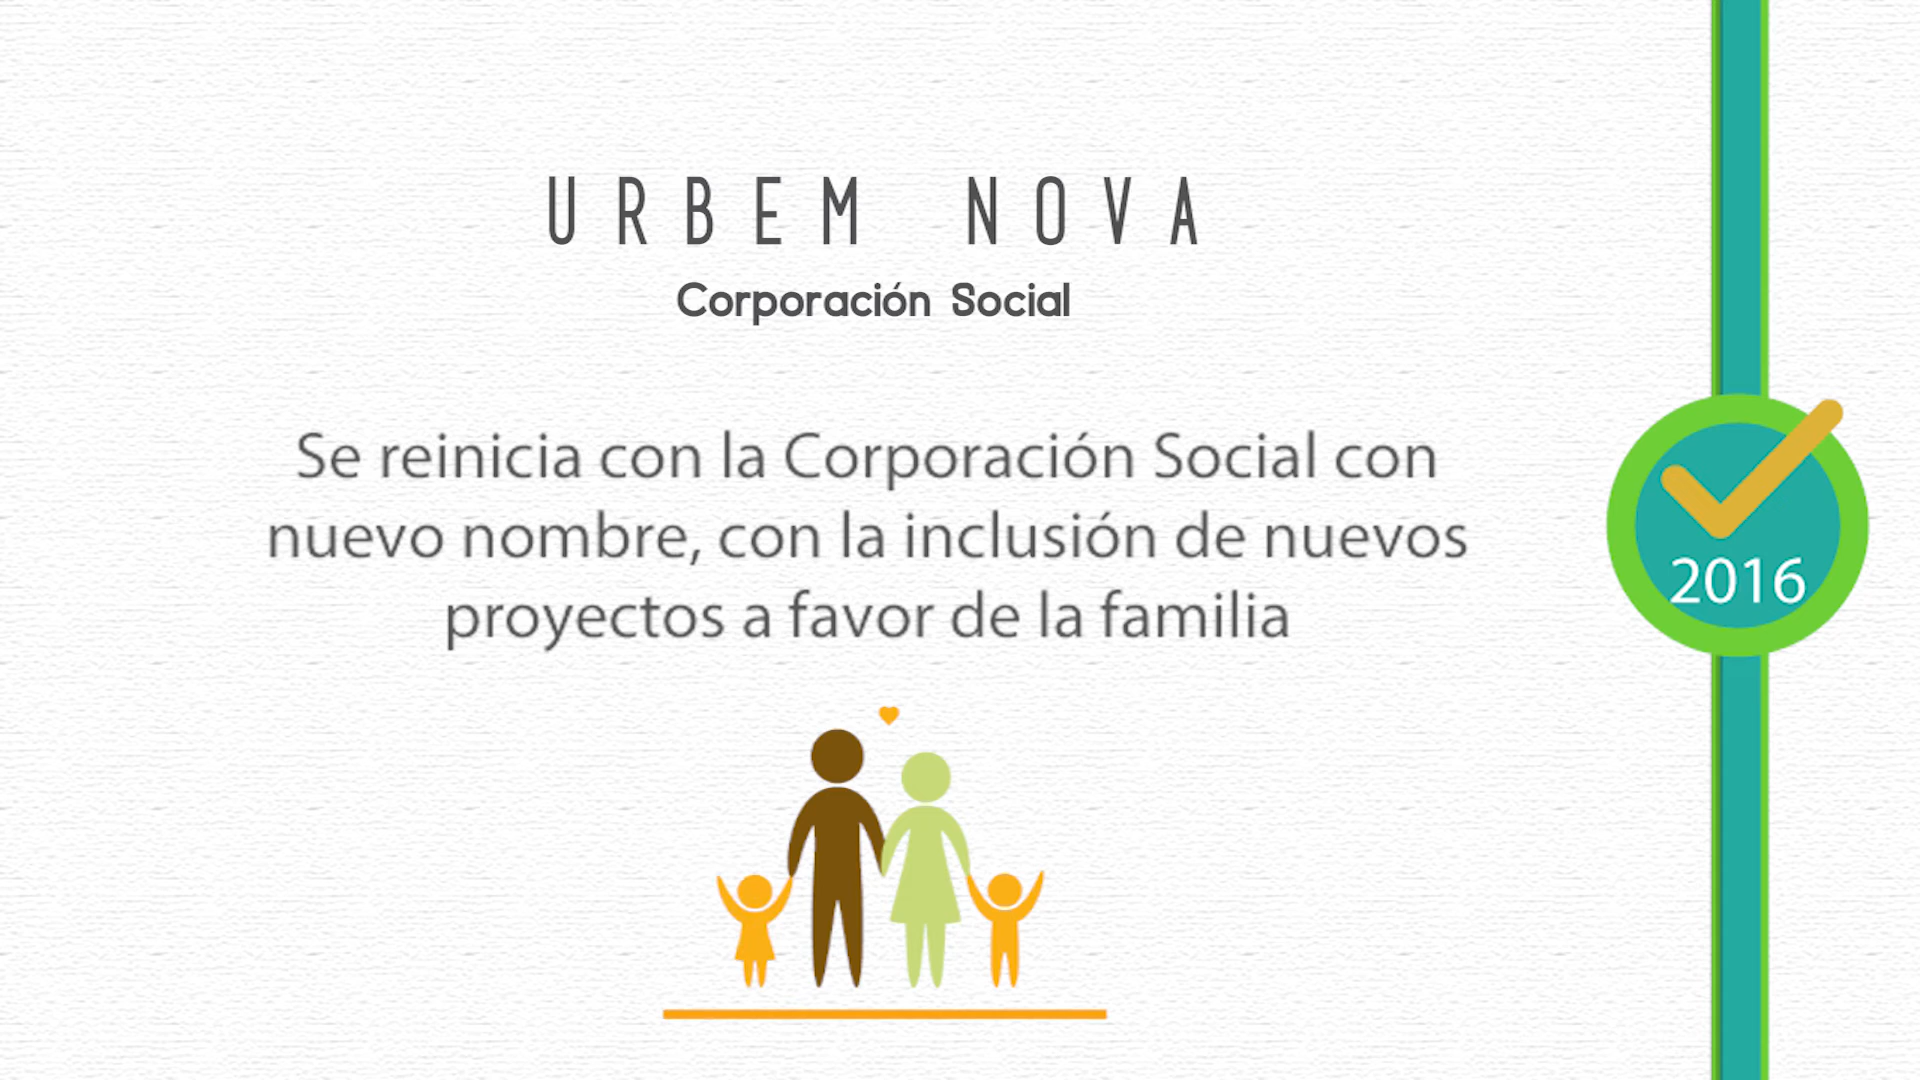 URBEM NOVA
Corporación Social
Se reinicia con la Corporación Social con
nuevo nombre, con la inclusión de nuevos
proyectos a favor de la familia
2016